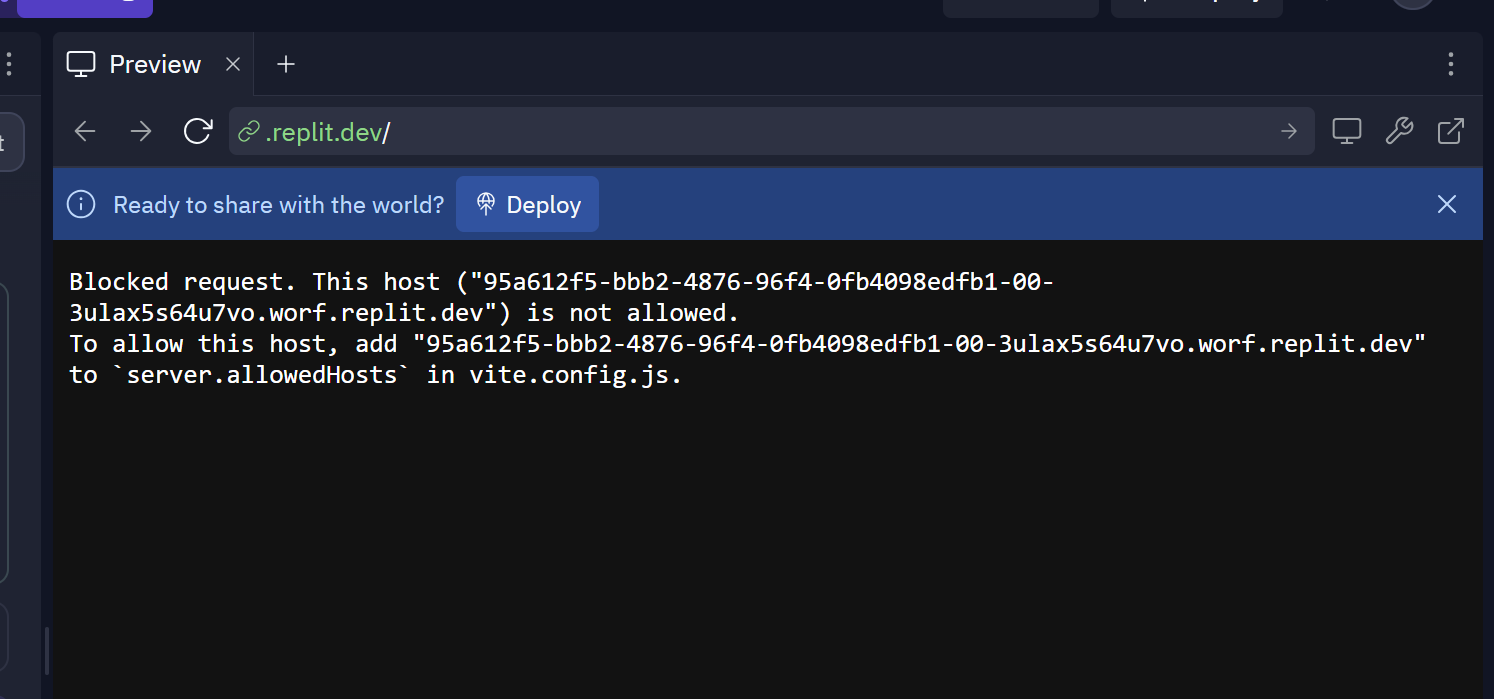 Preview
.replit.dev/
Ready to share with the world?
Deploy
Blocked request. This host ("95a612f5-bbb2-4876-96f4-0fb4098edfb1-00-
3ulax5s64u7vo.worf.replit.dev") is not allowed.
To allow this host, add "95a612f5-bbb2-4876-96f4-0fb4098edfb1-00-3ulax5s64u7vo.worf.replit.dev"
to `server.allowedHosts` in vite.config.js.